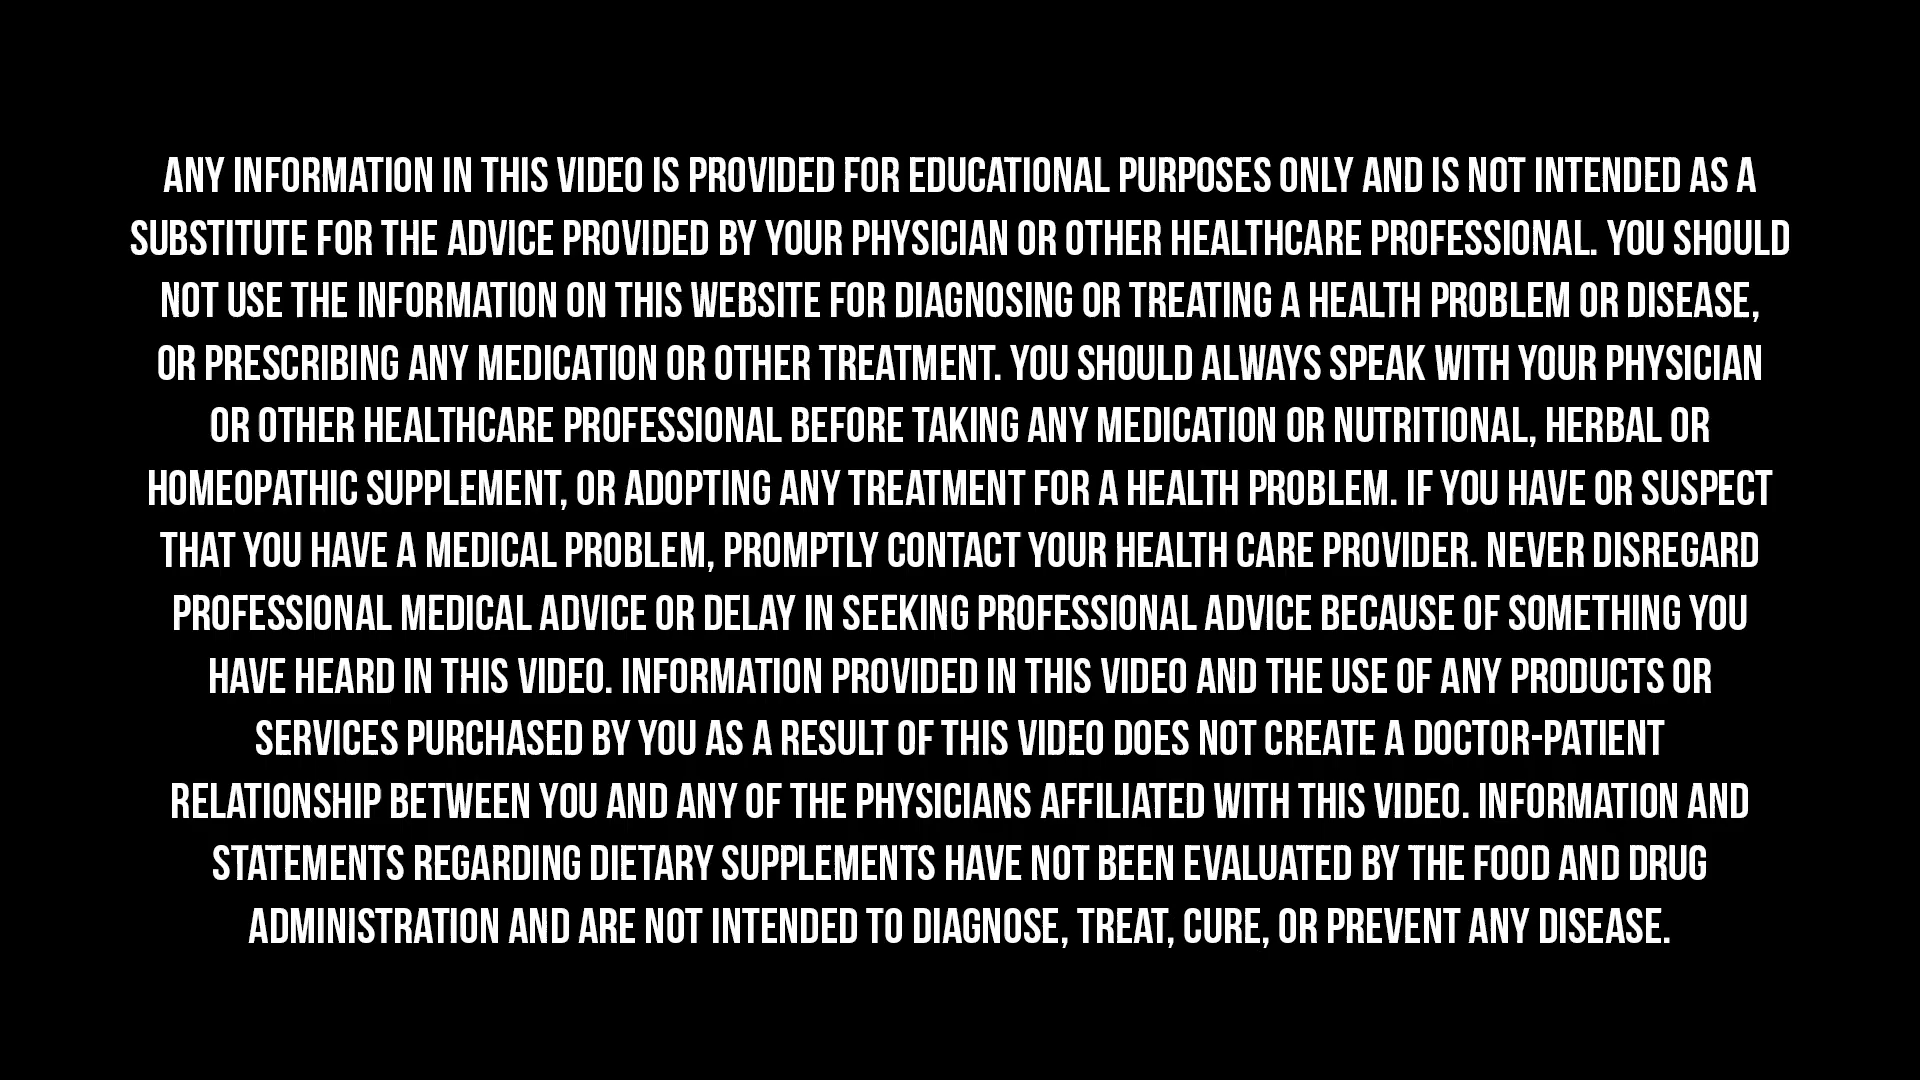 ANY INFORMATION IN THIS VIDEO IS PROVIDED FOR EDUCATIONAL PURPOSES ONLY AND IS NOT INTENDED AS A
SUBSTITUTE FOR THE ADVICE PROVIDED BY YOUR PHYSICIAN OR OTHER HEALTHCARE PROFESSIONAL. YOU SHOULD
NOT USE THE INFORMATION ON THIS WEBSITE FOR DIAGNOSING OR TREATING A HEALTH PROBLEM OR DISEASE,
OR PRESCRIBING ANY MEDICATION OR OTHER TREATMENT. YOU SHOULD ALWAYS SPEAK WITH YOUR PHYSICIAN
OR OTHER HEALTHCARE PROFESSIONAL BEFORE TAKING ANY MEDICATION OR NUTRITIONAL, HERBAL OR
HOMEOPATHIC SUPPLEMENT, OR ADOPTING ANY TREATMENT FOR A HEALTH PROBLEM. IF YOU HAVE OR SUSPECT
THAT YOU HAVE A MEDICAL PROBLEM, PROMPTLY CONTACT YOUR HEALTH CARE PROVIDER. NEVER DISREGARD
PROFESSIONAL MEDICAL ADVICE OR DELAY IN SEEKING PROFESSIONAL ADVICE BECAUSE OF SOMETHING YOU
HAVE HEARD IN THIS VIDEO. INFORMATION PROVIDED IN THIS VIDEO AND THE USE OF ANY PRODUCTS OR
SERVICES PURCHASED BY YOU AS A RESULT OF THIS VIDEO DOES NOT CREATE A DOCTOR-PATIENT
RELATIONSHIP BETWEEN YOU AND ANY OF THE PHYSICIANS AFFILIATED WITH THIS VIDEO. INFORMATION AND
STATEMENTS REGARDING DIETARY SUPPLEMENTS HAVE NOT BEEN EVALUATED BY THE FOOD AND DRUG
ADMINISTRATION AND ARE NOT INTENDED TO DIAGNOSE, TREAT, CURE, OR PREVENT ANY DISEASE.